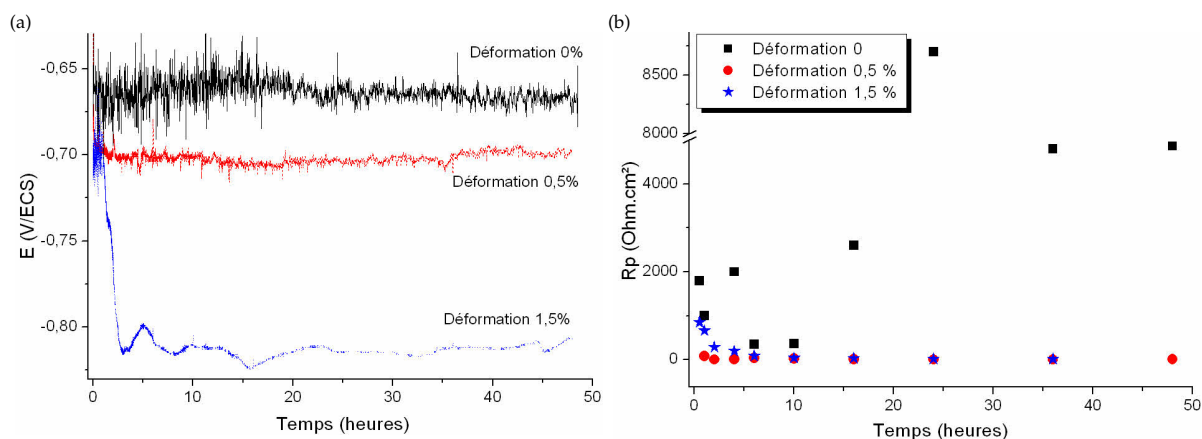 (a)
-0,65
-0,70
-0,75
-0,80
E (V/ECS)
Déformation 0%
Déformation 0,5%
Déformation 1,5%
0 10 20 30 40 50
Temps (heures)
(b)
Déformation 0
Déformation 0,5 %
Déformation 1,5 %
8500
8000
4000
2000
0
Rp (Ohm.cm²)
0 10 20 30 40 50
Temps (heures)